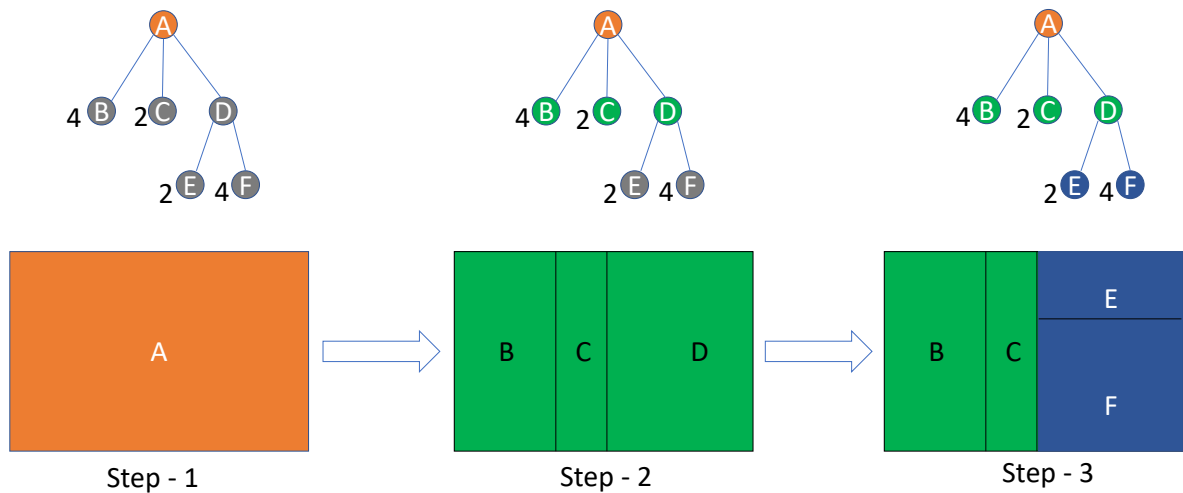 A A A
4 B 2 C D 4 B 2 C D 4 B 2 C D
2 E 4 F 2 E 4 F 2 E 4 F
E
A B C D B C
F
Step - 1 Step - 2 Step - 3